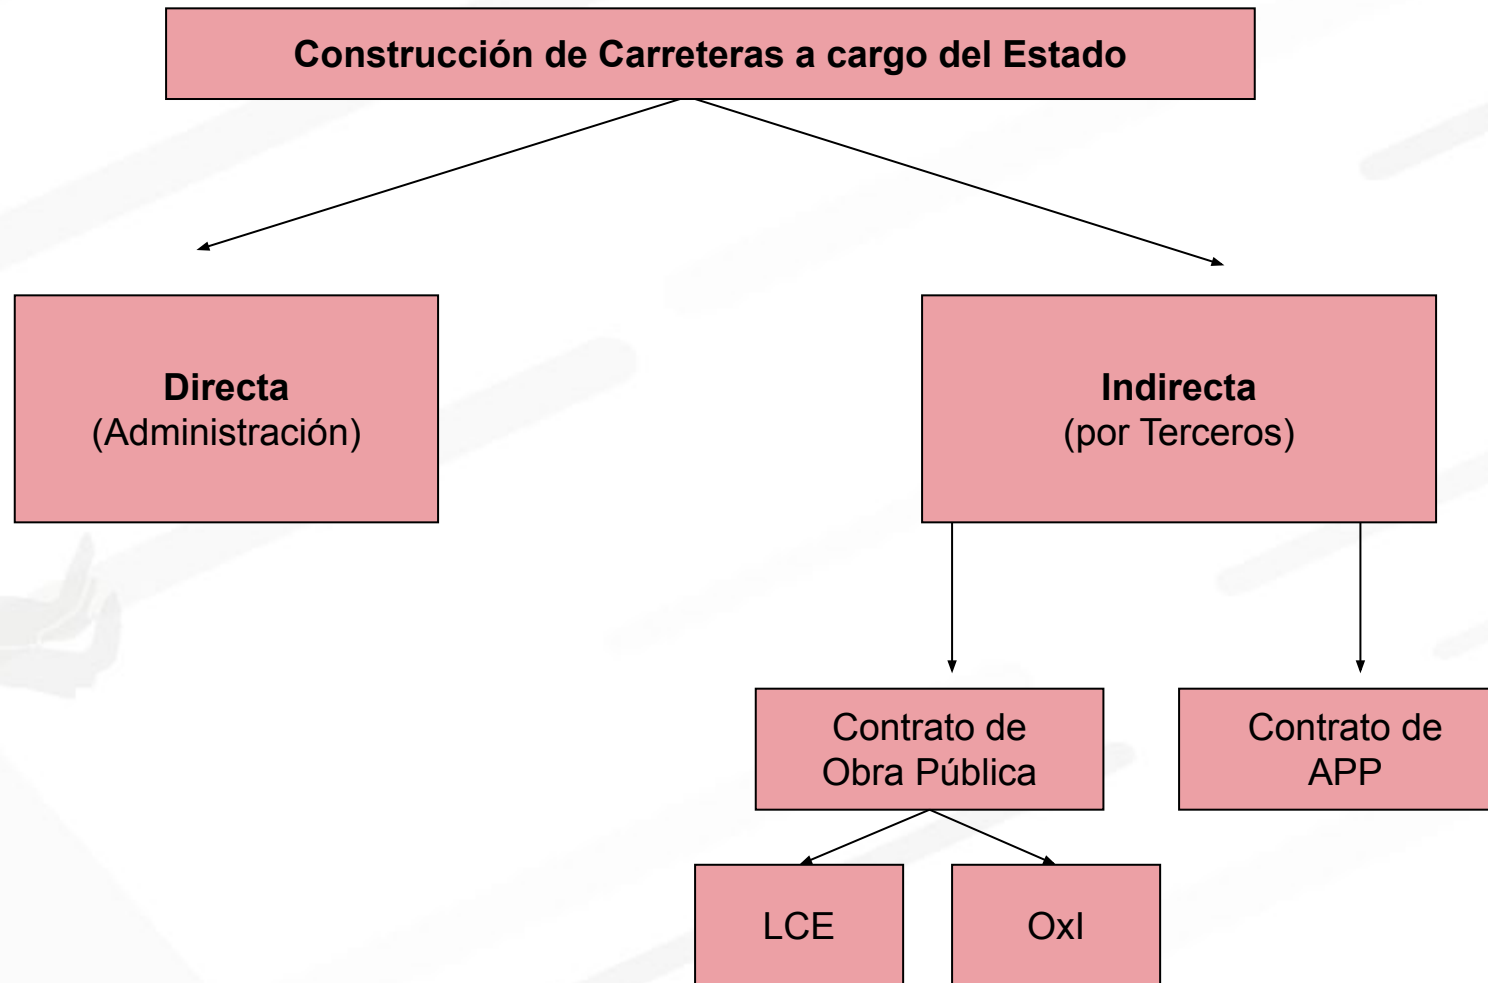 Construcción de Carreteras a cargo del Estado
Directa
(Administración)
Indirecta
(por Terceros)
Contrato de
Obra Pública
Contrato de
APP
LCE
OxI